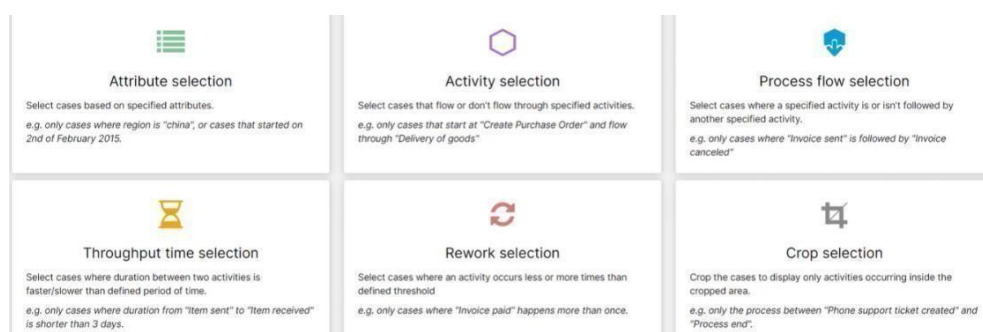 Attribute selection
Select cases based on specified attributes.
e.g. only cases where region is "china", or cases that started on
2nd of February 2015.
Activity selection
Select cases that flow or don't flow through specified activities.
e.g. only cases that start at "Create Purchase Order" and flow
through "Delivery of goods"
Process flow selection
Select cases where a specified activity is or isn't followed by
another specified activity.
e.g. only cases where "Invoice sent" is followed by "Invoice
canceled"
Throughput time selection
Select cases where duration between two activities is
faster/slower than defined period of time.
e.g. only cases where duration from "Item sent" to "Item received"
is shorter than 3 days.
Rework selection
Select cases where an activity occurs less or more times than
defined threshold
e.g. only cases where "Invoice paid" happens more than once.
Crop selection
Crop the cases to display only activities occurring inside the
cropped area.
e.g. only the process between "Phone support ticket created" and
"Process end".